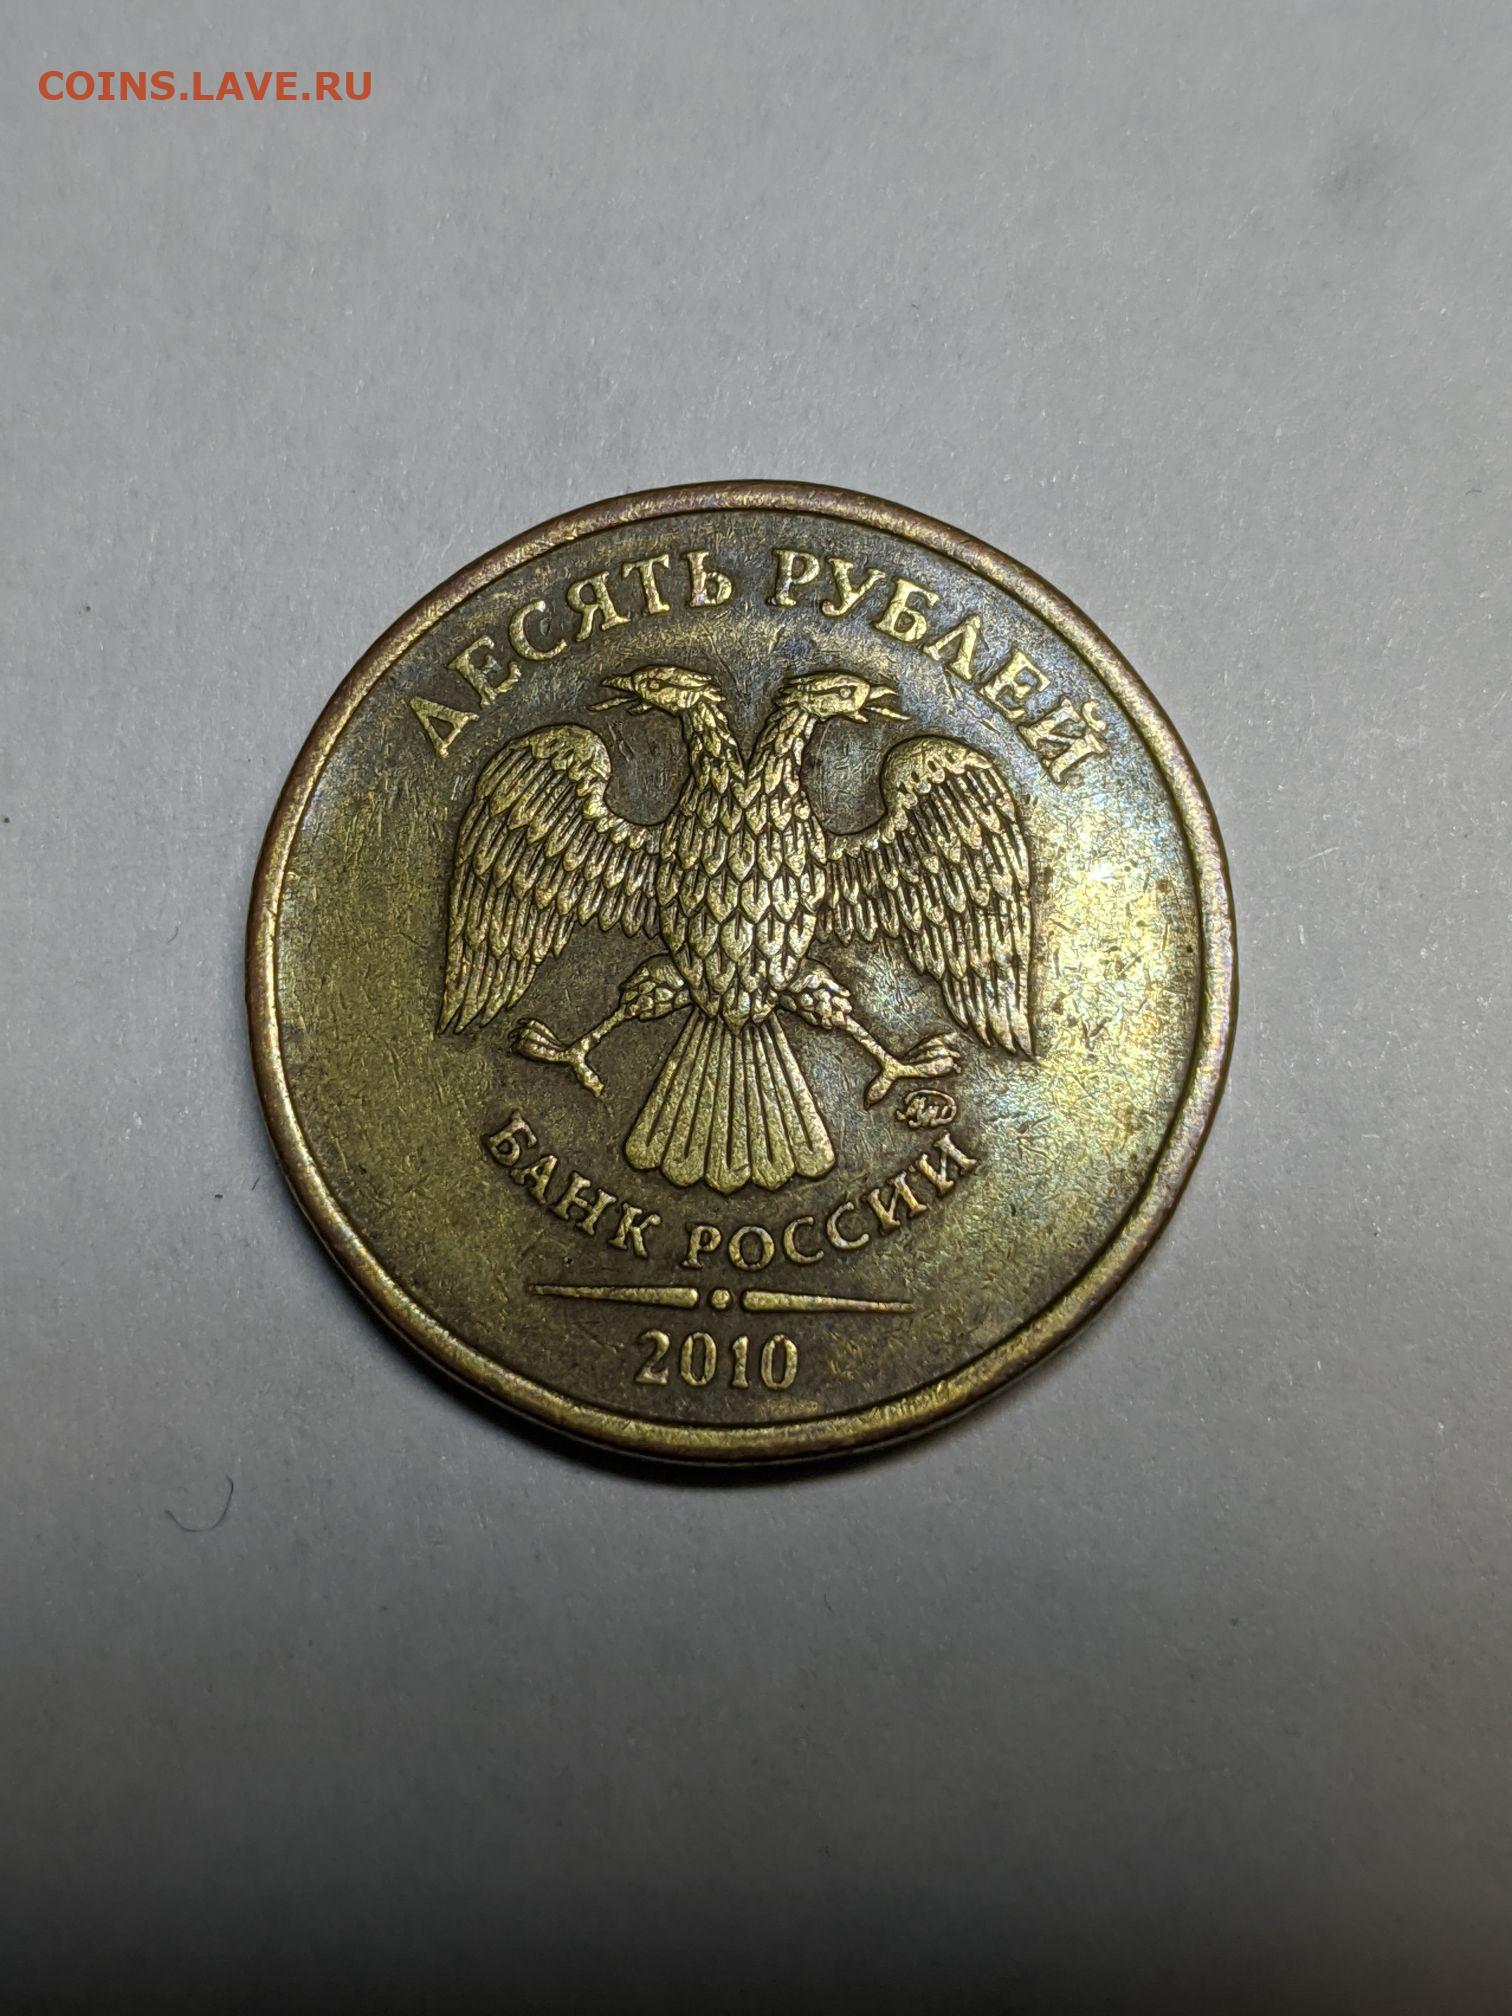 COINS.LAVE.RU
ДЕСЯТЬ РУБЛЕЙ
БАНК РОССИИ
2010